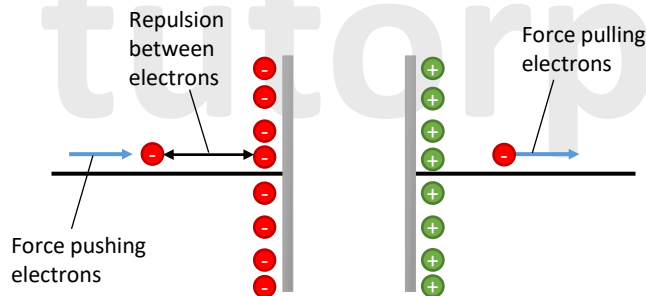 tutorp
Repulsion
between
electrons
Force pulling
electrons
Force pushing
electrons
- - - - - - - - -
+ + + + + + + +
-